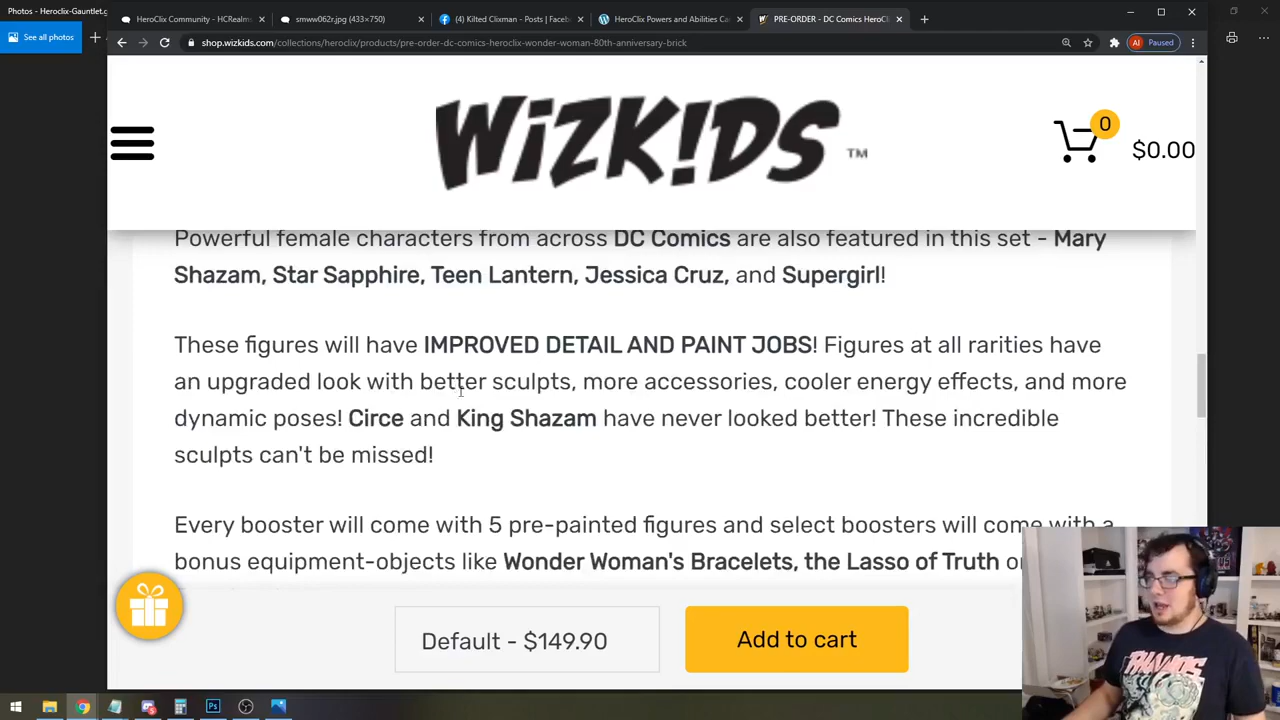 Photos - HeroClix-Gauntlet.g
HeroClix Community - HCRealms
smww062r.jpg (433×750)
(4) Kilted Clixman - Posts | Faceb
HeroClix Powers and Abilities Ca
PRE-ORDER - DC Comics HeroCl
See all photos
shop.wizkids.com/collections/heroclix/products/pre-order-dc-comics-heroclix-wonder-woman-80th-anniversary-brick
AI Paused
WIZK!DS TM
0
$0.00
Powerful female characters from across DC Comics are also featured in this set - Mary
Shazam, Star Sapphire, Teen Lantern, Jessica Cruz, and Supergirl!
These figures will have IMPROVED DETAIL AND PAINT JOBS! Figures at all rarities have
an upgraded look with better sculpts, more accessories, cooler energy effects, and more
dynamic poses! Circe and King Shazam have never looked better! These incredible
sculpts can't be missed!
Every booster will come with 5 pre-painted figures and select boosters will come with a
bonus equipment-objects like Wonder Woman's Bracelets, the Lasso of Truth or
Default - $149.90
Add to cart